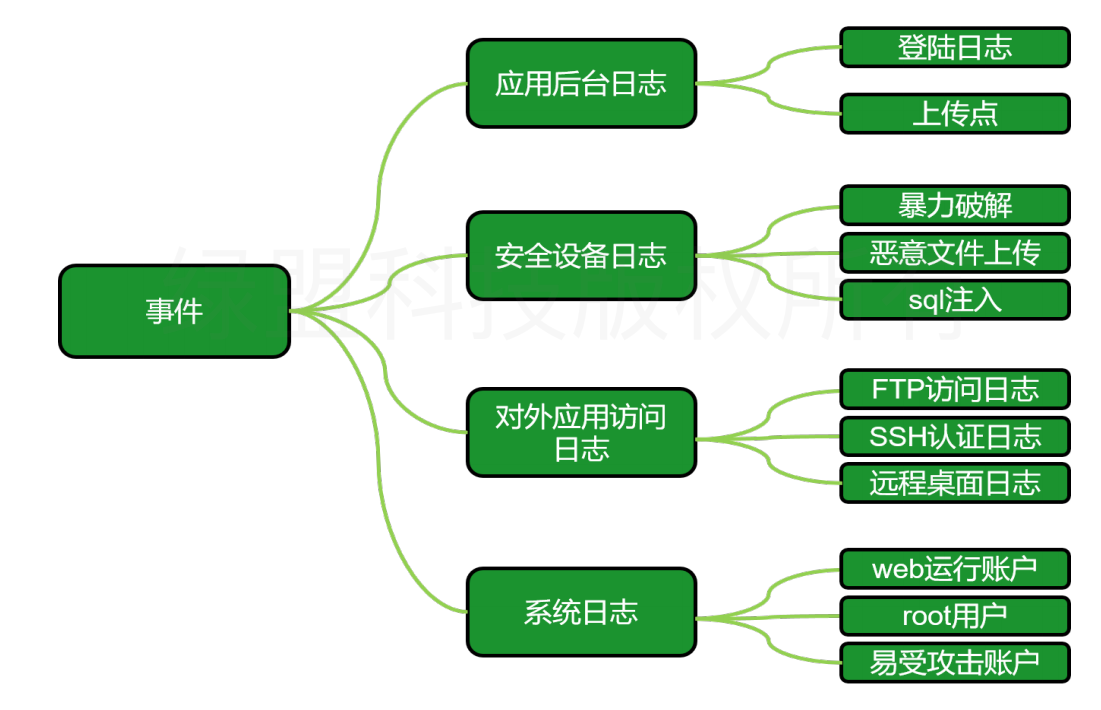 事件
应用后台日志
登陆日志
上传点
安全设备日志
暴力破解
恶意文件上传
sql注入
对外应用访问
日志
FTP访问日志
SSH认证日志
远程桌面日志
系统日志
web运行账户
root用户
易受攻击账户
绿盟科技版权所有